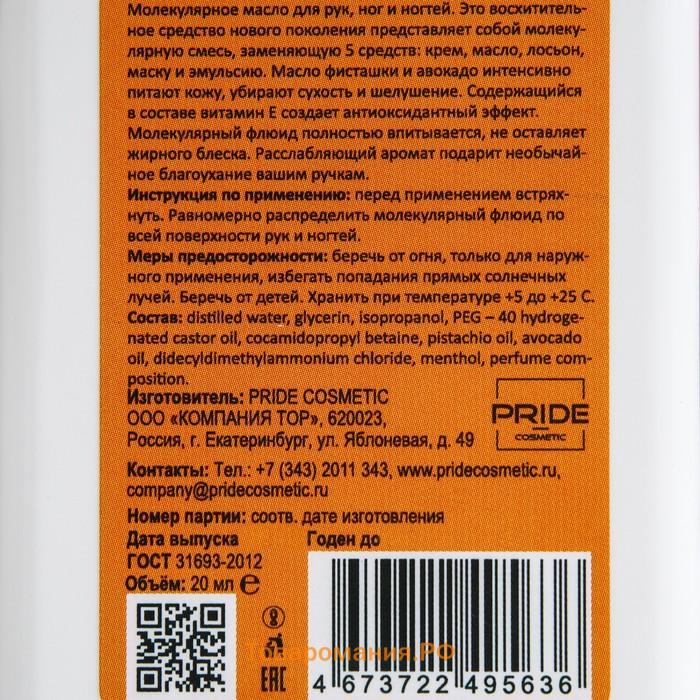 Молекулярное масло для рук, ног и ногтей. Это восхититель-
ное средство нового поколения представляет собой молеку-
лярную смесь, заменяющую 5 средств: крем, масло, лосьон,
маску и эмульсию. Масло фисташки и авокадо интенсивно
питают кожу, убирают сухость и шелушение. Содержащийся
в составе витамин Е создает антиоксидантный эффект.
Молекулярный флюид полностью впитывается, не оставляет
жирного блеска. Расслабляющий аромат подарит необычай-
ное благоухание вашим ручкам.
Инструкция по применению: перед применением встрях-
нуть. Равномерно распределить молекулярный флюид по
всей поверхности рук и ногтей.
Меры предосторожности: беречь от огня, только для наруж-
ного применения, избегать попадания прямых солнечных
лучей. Беречь от детей. Хранить при температуре +5 до +25 С.
Состав: distilled water, glycerin, isopropanol, PEG – 40 hydroge-
nated castor oil, cocamidopropyl betaine, pistachio oil, avocado
oil, didecyldimethylammonium chloride, menthol, perfume com-
position.
Изготовитель: PRIDE COSMETIC
ООО «КОМПАНИЯ ТОР», 620023,
Россия, г. Екатеринбург, ул. Яблоневая, д. 49
PRIDE
COSMETIC
Контакты: Тел.: +7 (343) 2011 343, www.pridecosmetic.ru,
company@pridecosmetic.ru
Номер партии: соотв. дате изготовления
Дата выпуска Годен до
ГОСТ 31693-2012
Объём: 20 мл e
Товаромания.РФ
EAC
4 673722 495636